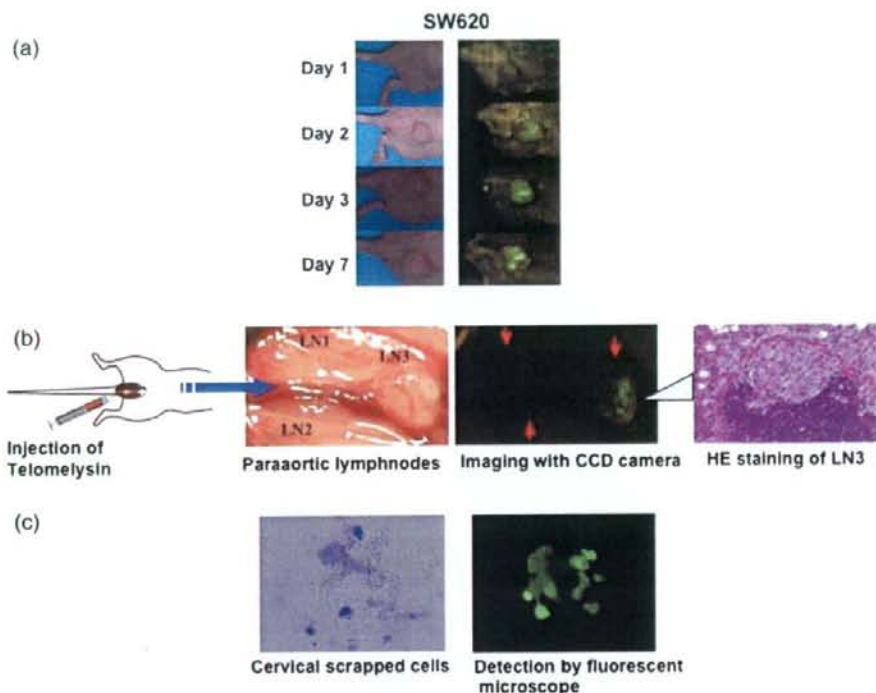 SW620
(a)
Day 1
Day 2
Day 3
Day 7
(b)
LN1
LN3
LN2
Injection of
Telomelysin
Paraaortic lymphnodes
Imaging with CCD camera
HE staining of LN3
(c)
Cervical scrapped cells
Detection by fluorescent
microscope